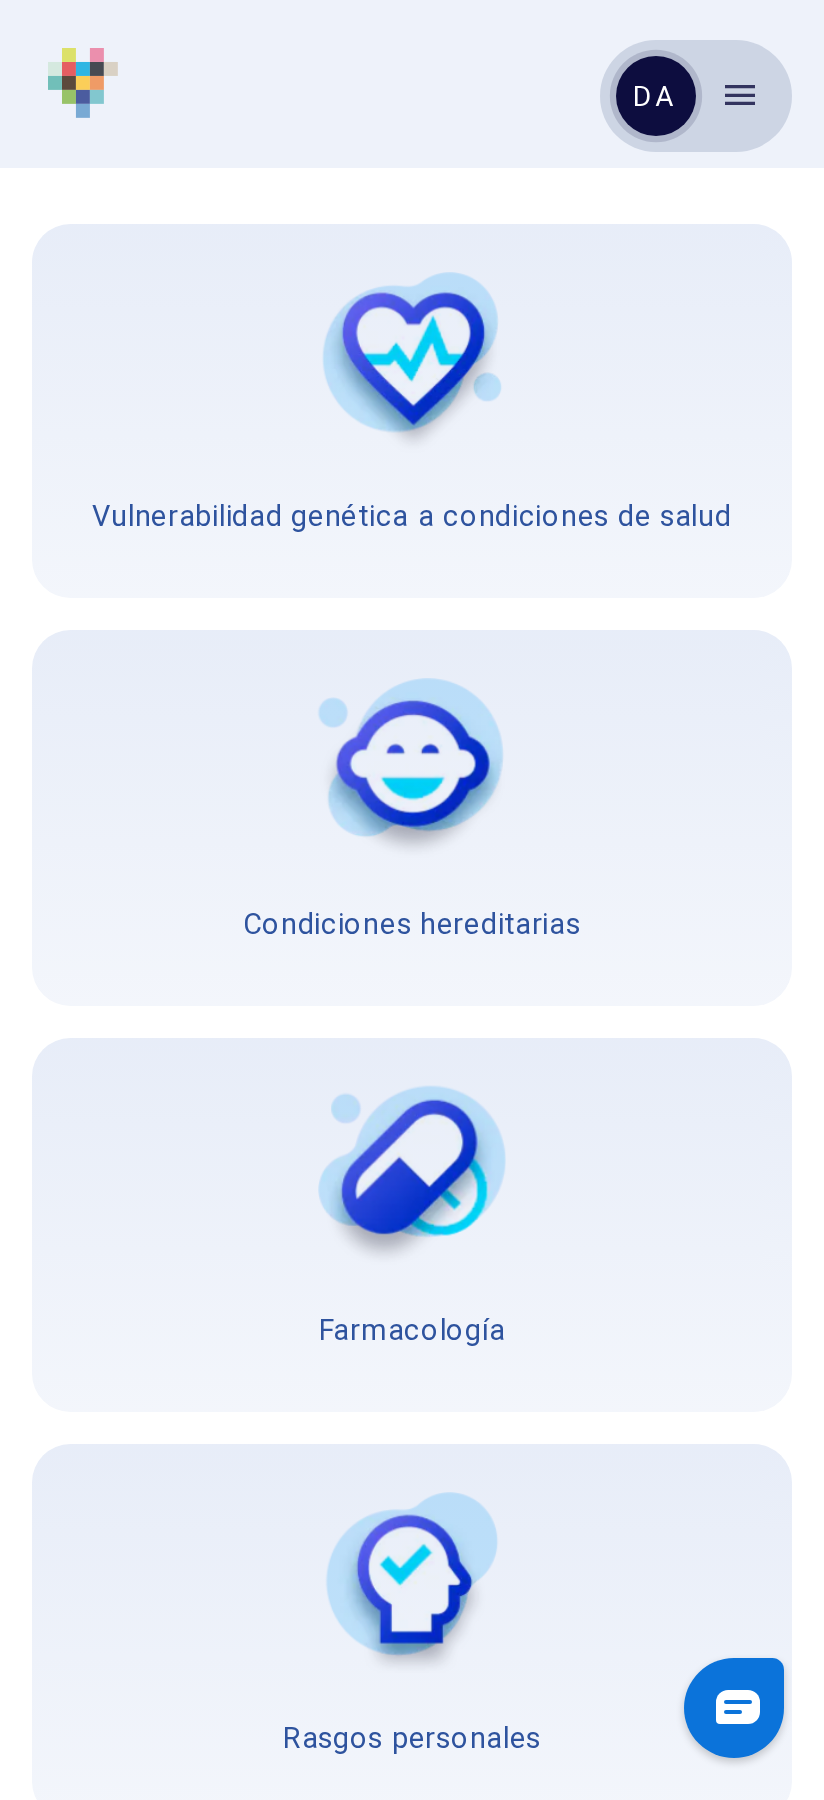 DA
Vulnerabilidad genética a condiciones de salud
Condiciones hereditarias
Farmacología
Rasgos personales